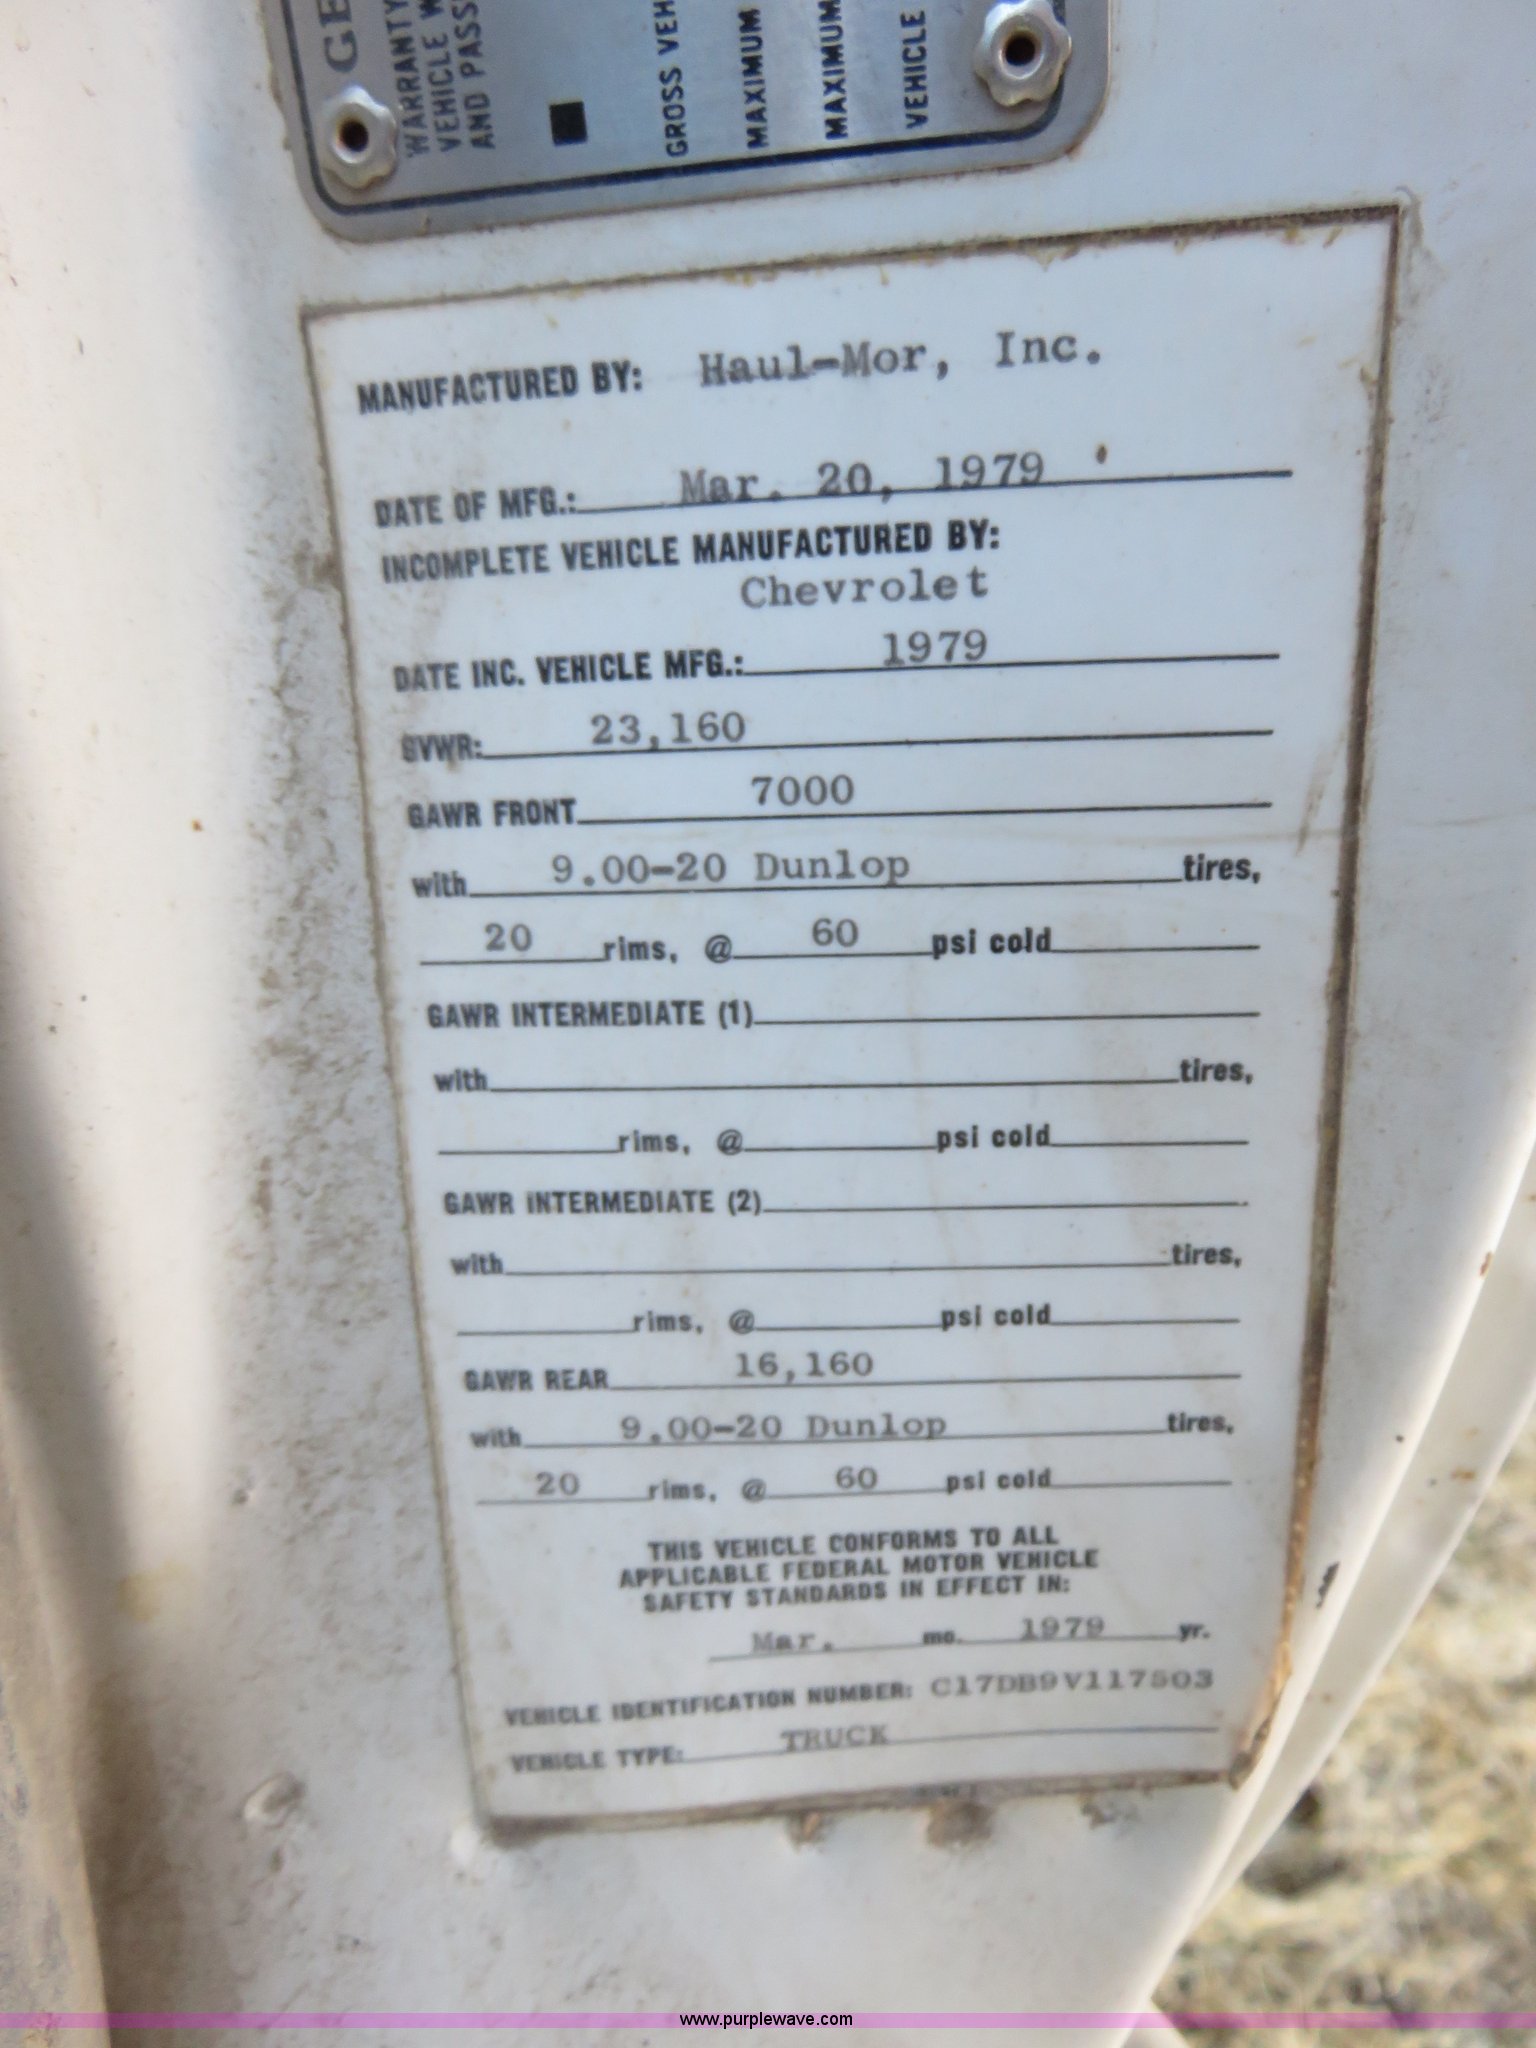 GE
WARRANTY
VEHICLE W
AND PASS
GROSS VEH
MAXIMUM
MAXIMUM
VEHICLE
MANUFACTURED BY: Haul-Mor, Inc.
DATE OF MFG.: Mar. 20, 1979
INCOMPLETE VEHICLE MANUFACTURED BY:
Chevrolet
DATE INC. VEHICLE MFG.: 1979
GVWR: 23,160
GAWR FRONT 7000
with 9.00-20 Dunlop tires,
20 rims, @ 60 psi cold
GAWR INTERMEDIATE (1)
with tires,
rims, @ psi cold
GAWR INTERMEDIATE (2)
with tires,
rims, @ psi cold
GAWR REAR 16,160
with 9.00-20 Dunlop tires,
20 rims, @ 60 psi cold
THIS VEHICLE CONFORMS TO ALL
APPLICABLE FEDERAL MOTOR VEHICLE
SAFETY STANDARDS IN EFFECT IN:
Mar. mo. 1979 yr.
VEHICLE IDENTIFICATION NUMBER: C17DB9V117503
VEHICLE TYPE: TRUCK
www.purplewave.com